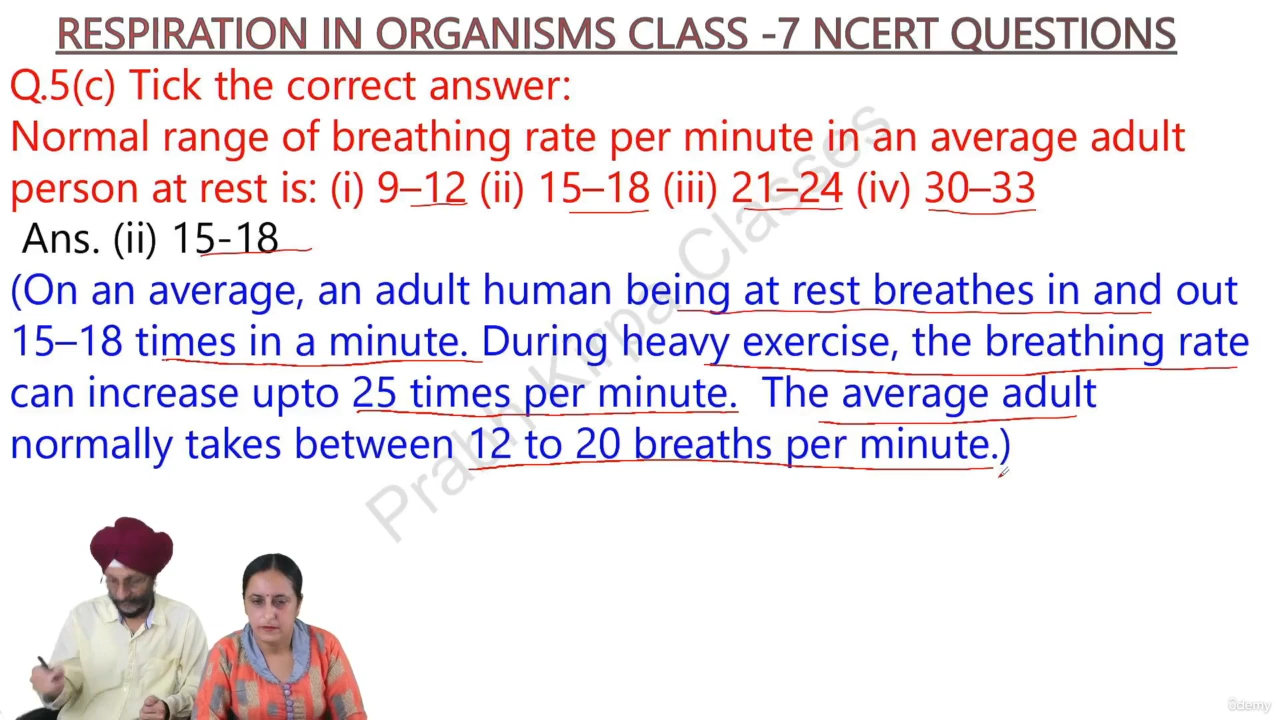 RESPIRATION IN ORGANISMS CLASS -7 NCERT QUESTIONS
Q.5(c) Tick the correct answer:
Normal range of breathing rate per minute in an average adult
person at rest is: (i) 9–12 (ii) 15–18 (iii) 21–24 (iv) 30–33
Ans. (ii) 15-18
(On an average, an adult human being at rest breathes in and out
15–18 times in a minute. During heavy exercise, the breathing rate
can increase upto 25 times per minute. The average adult
normally takes between 12 to 20 breaths per minute.)
Prabh Kirpa Classes
ûdemy